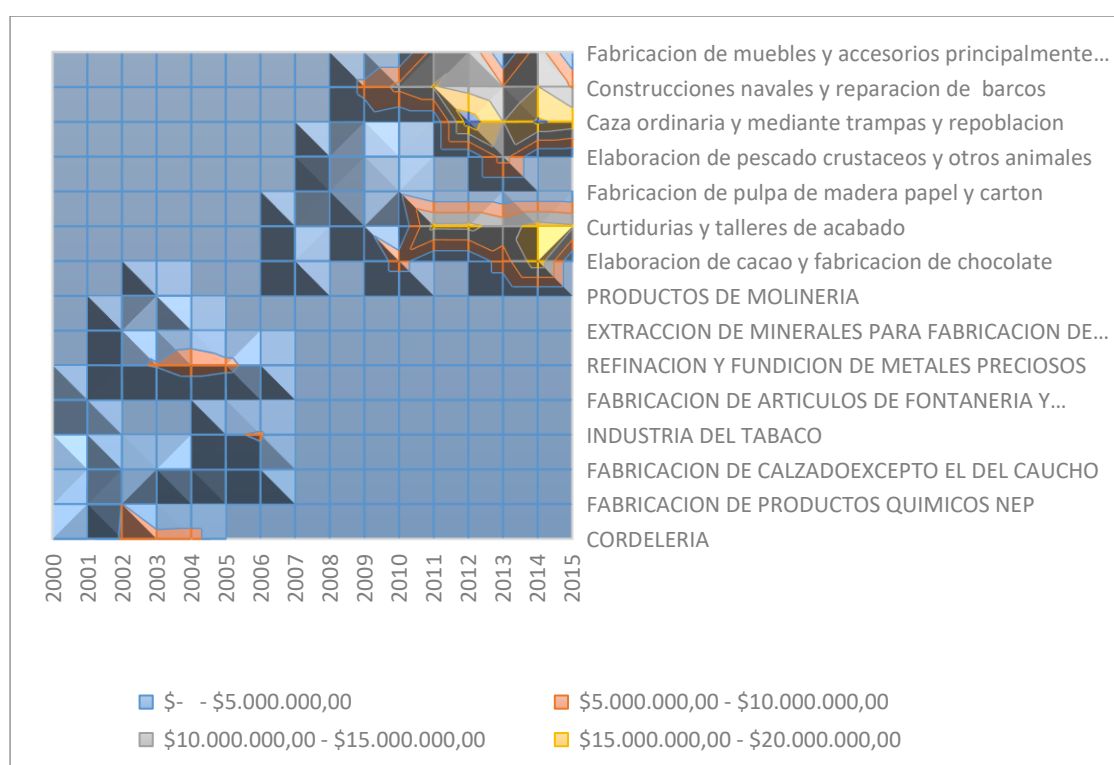 Fabricacion de muebles y accesorios principalmente...
Construcciones navales y reparacion de  barcos
Caza ordinaria y mediante trampas y repoblacion
Elaboracion de pescado crustaceos y otros animales
Fabricacion de pulpa de madera papel y carton
Curtidurias y talleres de acabado
Elaboracion de cacao y fabricacion de chocolate
PRODUCTOS DE MOLINERIA
EXTRACCION DE MINERALES PARA FABRICACION DE...
REFINACION Y FUNDICION DE METALES PRECIOSOS
FABRICACION DE ARTICULOS DE FONTANERIA Y...
INDUSTRIA DEL TABACO
FABRICACION DE CALZADOEXCEPTO EL DEL CAUCHO
FABRICACION DE PRODUCTOS QUIMICOS NEP
CORDELERIA
2000 2001 2002 2003 2004 2005 2006 2007 2008 2009 2010 2011 2012 2013 2014 2015
$-   - $5.000.000,00 $5.000.000,00 - $10.000.000,00
$10.000.000,00 - $15.000.000,00 $15.000.000,00 - $20.000.000,00